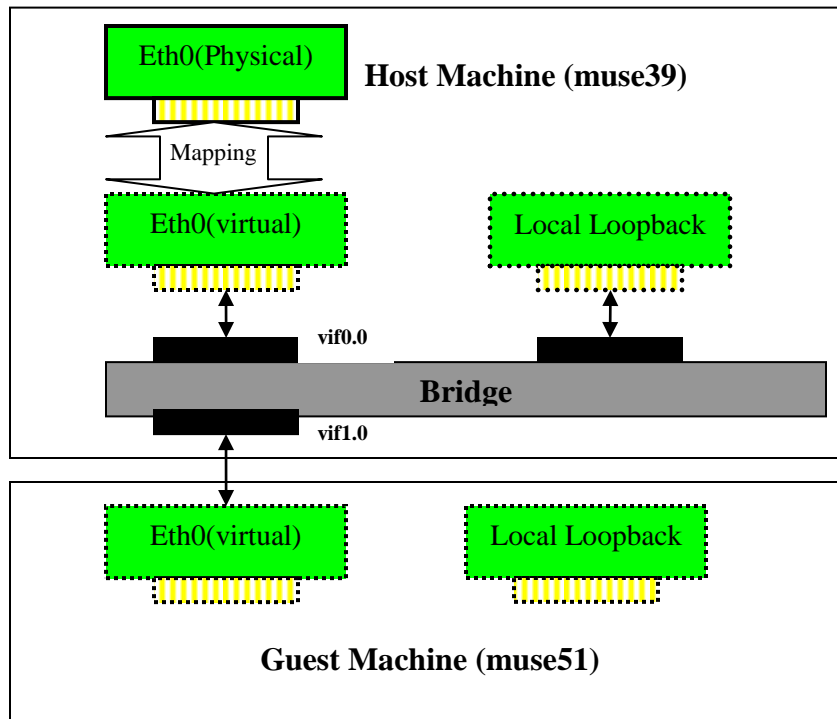 Eth0(Physical)
Host Machine (muse39)
Mapping
Eth0(virtual)
Local Loopback
vif0.0
Bridge
vif1.0
Eth0(virtual)
Local Loopback
Guest Machine (muse51)